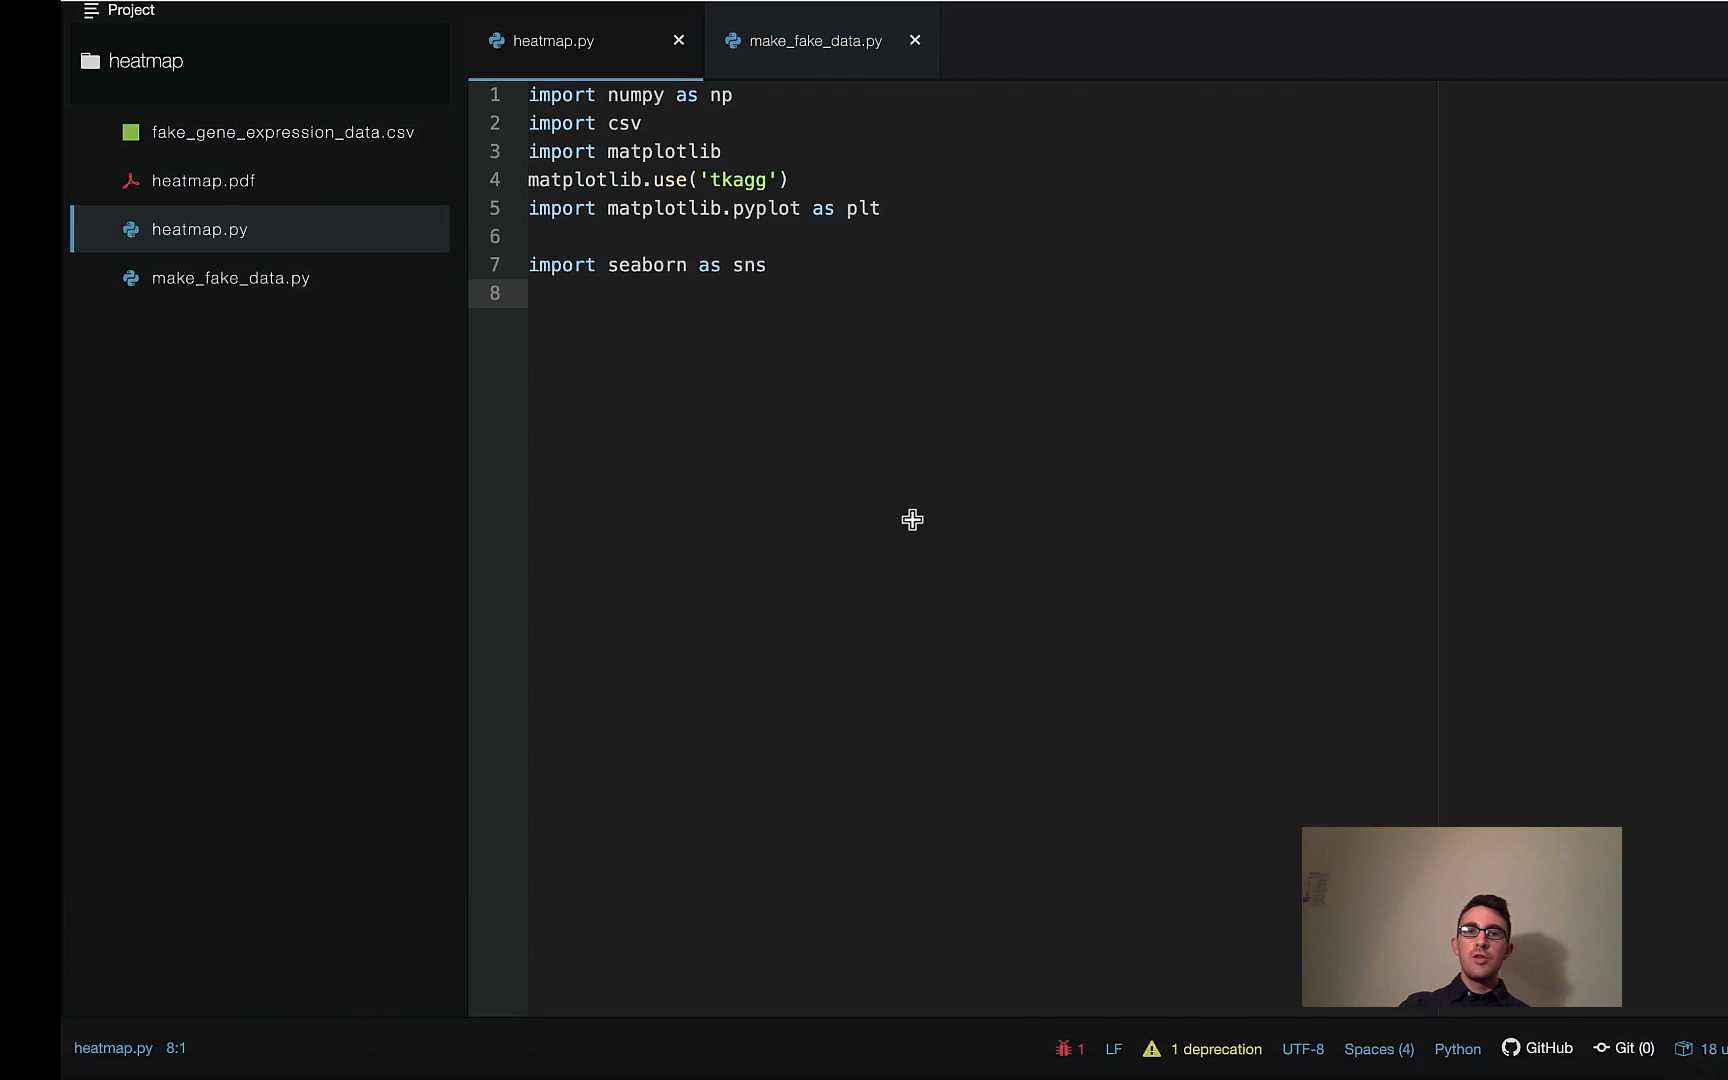 Project
heatmap
fake_gene_expression_data.csv
heatmap.pdf
heatmap.py
make_fake_data.py
heatmap.py
make_fake_data.py
1 import numpy as np
2 import csv
3 import matplotlib
4 matplotlib.use('tkagg')
5 import matplotlib.pyplot as plt
6
7 import seaborn as sns
8
heatmap.py 8:1
1 LF 1 deprecation UTF-8 Spaces (4) Python GitHub Git (0) 18 u